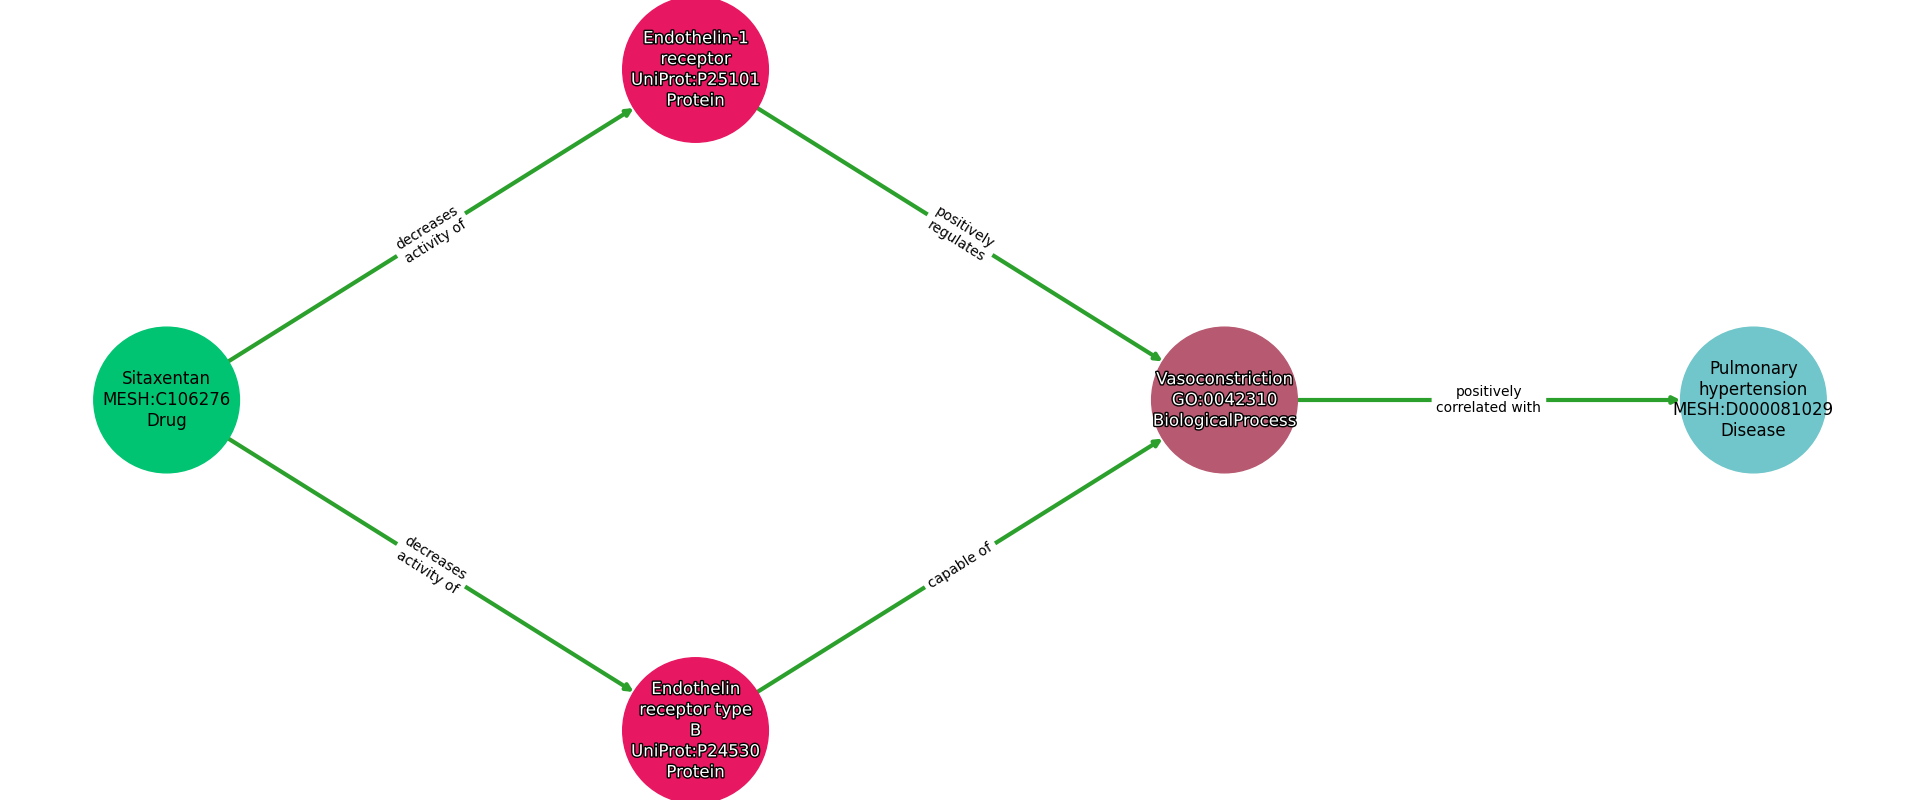 Endothelin-1
receptor
UniProt:P25101
Protein
decreases
activity of
positively
regulates
Sitaxentan
MESH:C106276
Drug
Vasoconstriction
GO:0042310
BiologicalProcess
positively
correlated with
Pulmonary
hypertension
MESH:D000081029
Disease
decreases
activity of
capable of
Endothelin
receptor type
B
UniProt:P24530
Protein